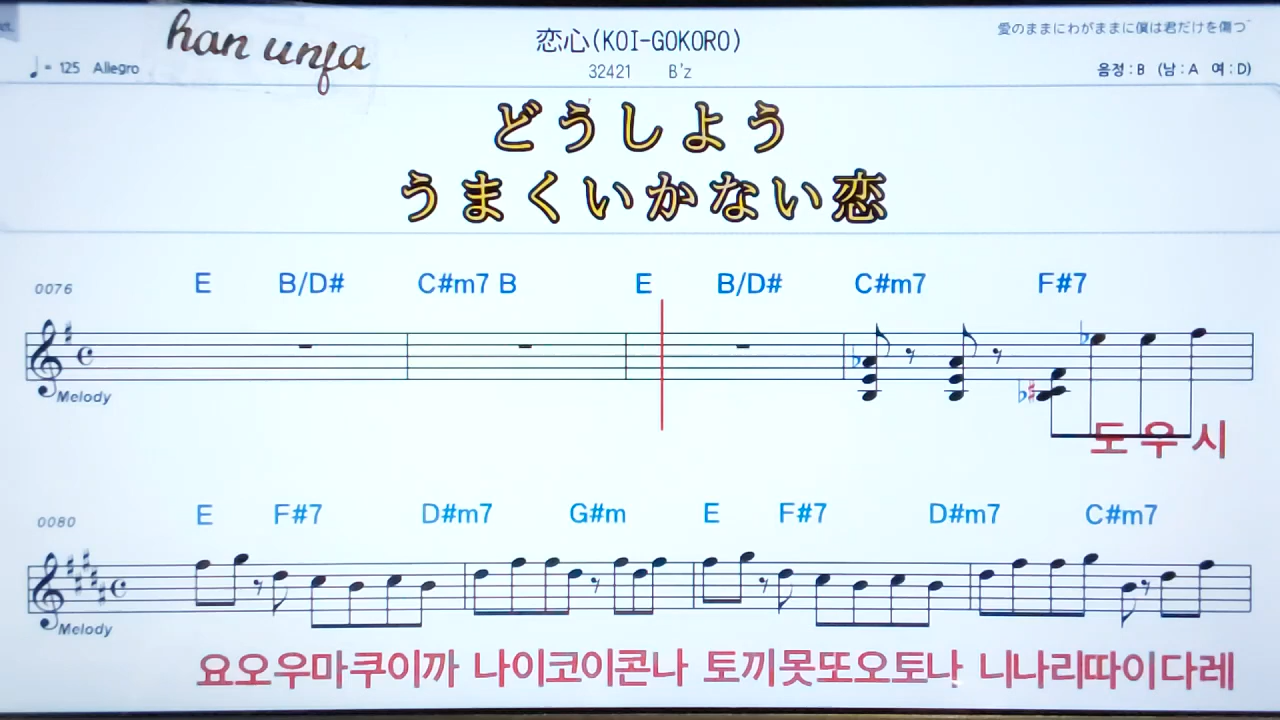 han unfa
恋心(KOI-GOKORO)
愛のままにわがままに僕は君だけを傷つ
♩= 125 Allegro
32421 B'z
음정:B (남:A 여:D)
どうしよう
うまくいかない恋
0076
E B/D# C#m7 B E B/D# C#m7 F#7
Melody
도 우 시
0080
E F#7 D#m7 G#m E F#7 D#m7 C#m7
Melody
요오우마쿠이까 나이코이콘나 토끼못또오토나 니나리따이다레